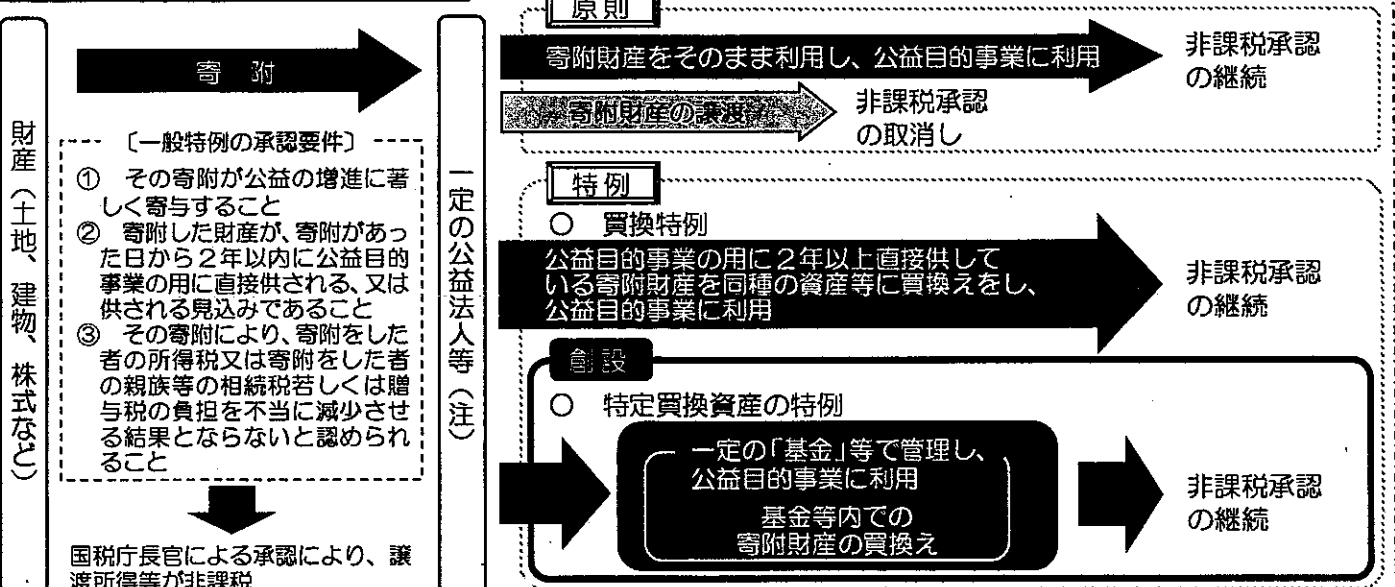 財産（土地、建物、株式など）
寄 附
〔一般特例の承認要件〕
① その寄附が公益の増進に著
しく寄与すること
② 寄附した財産が、寄附があっ
た日から２年以内に公益目的
事業の用に直接供される、又は
供される見込みであること
③ その寄附により、寄附をした
者の所得税又は寄附をした者
の親族等の相続税若しくは贈
与税の負担を不当に減少させ
る結果とならないと認められ
ること
国税庁長官による承認により、譲
渡所得等が非課税
一定の公益法人等（注）
原則
寄附財産をそのまま利用し、公益目的事業に利用
非課税承認
の継続
寄附財産の譲渡
非課税承認
の取消し
特例
○ 買換特例
公益目的事業の用に２年以上直接供して
いる寄附財産を同種の資産等に買換えをし、
公益目的事業に利用
非課税承認
の継続
創設
○ 特定買換資産の特例
一定の「基金」等で管理し、
公益目的事業に利用
基金等内での
寄附財産の買換え
非課税承認
の継続